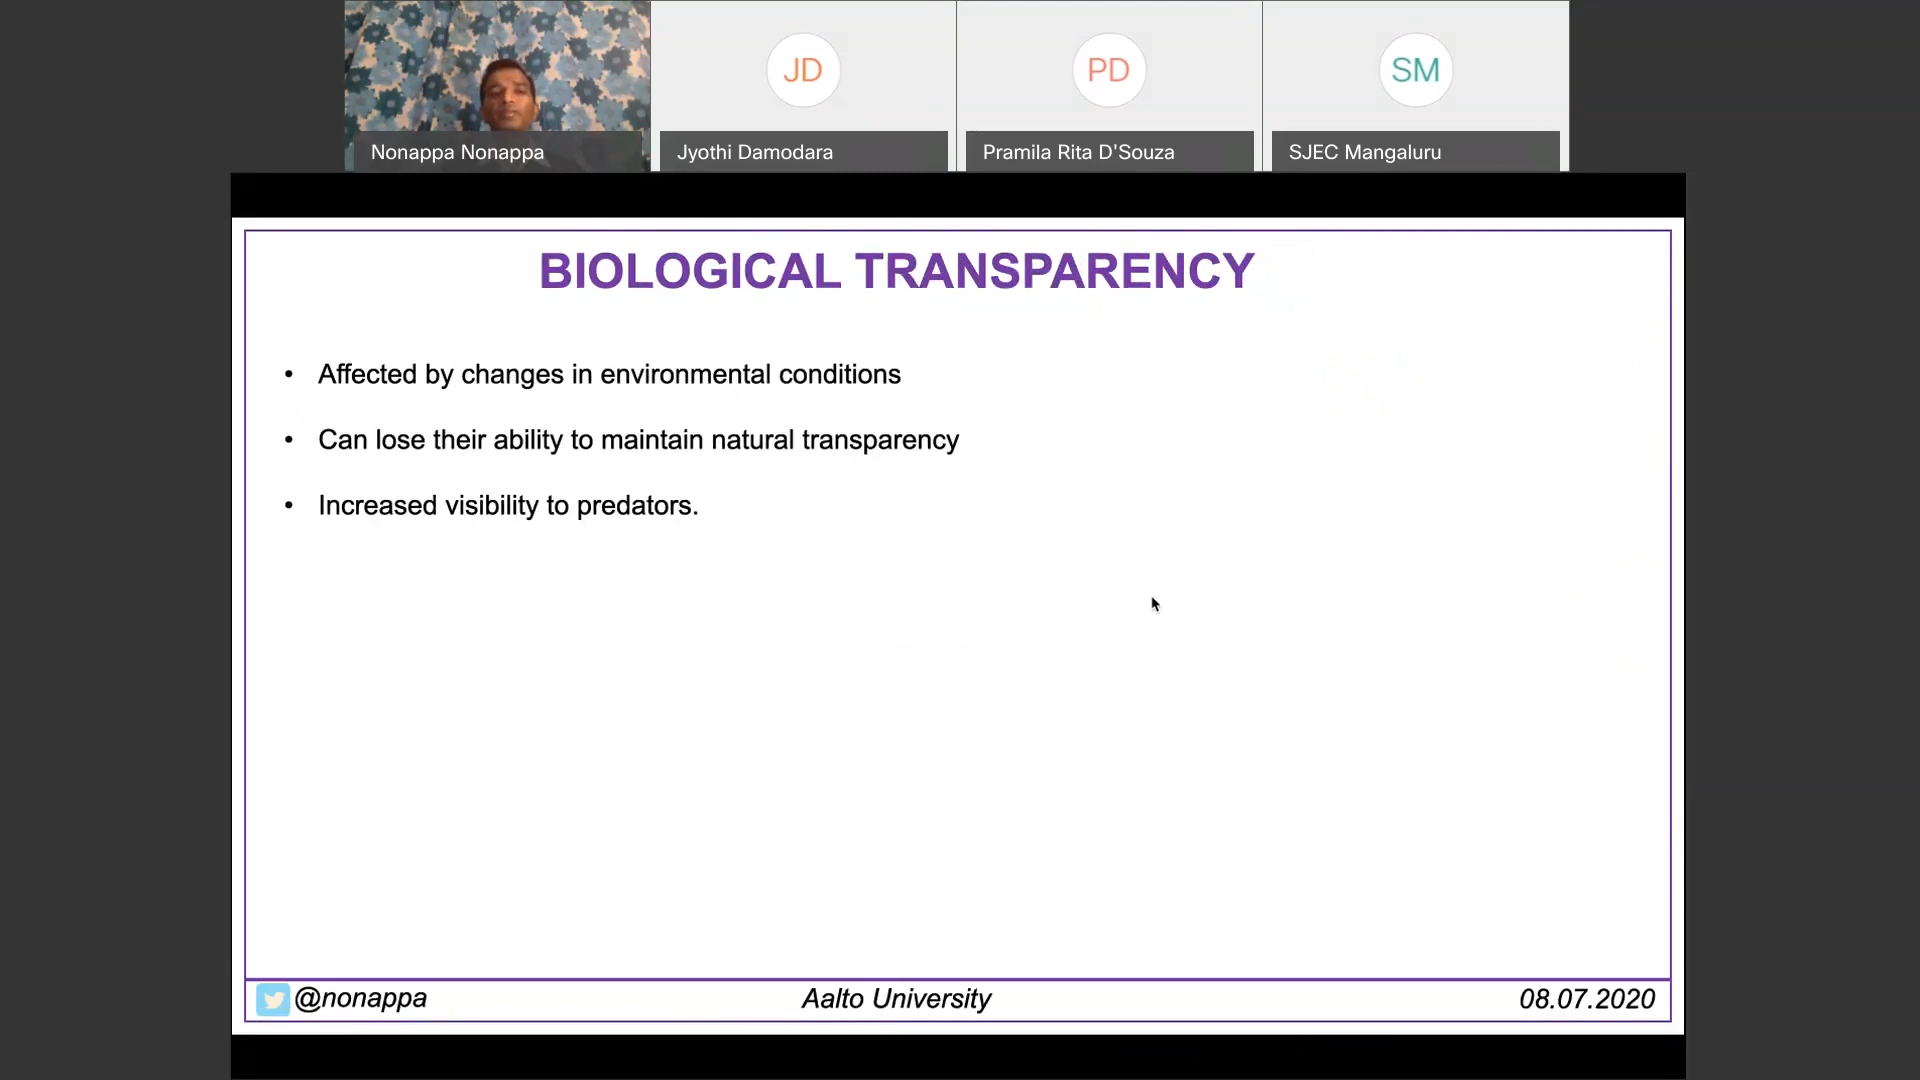 JD
PD
SM
Nonappa Nonappa
Jyothi Damodara
Pramila Rita D'Souza
SJEC Mangaluru
BIOLOGICAL TRANSPARENCY
• Affected by changes in environmental conditions
• Can lose their ability to maintain natural transparency
• Increased visibility to predators.
@nonappa
Aalto University
08.07.2020